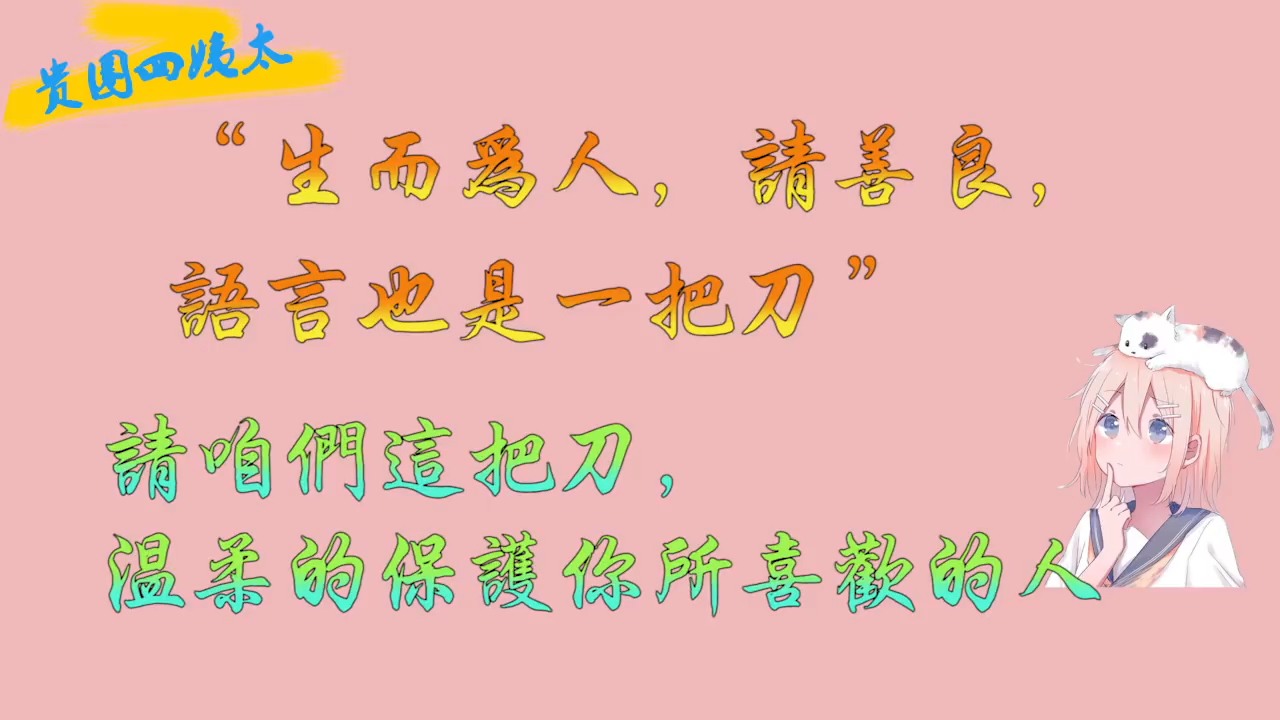 贵圈四姨太
“生而為人，請善良，
語言也是一把刀”
請咱們這把刀，
温柔的保護你所喜歡的人